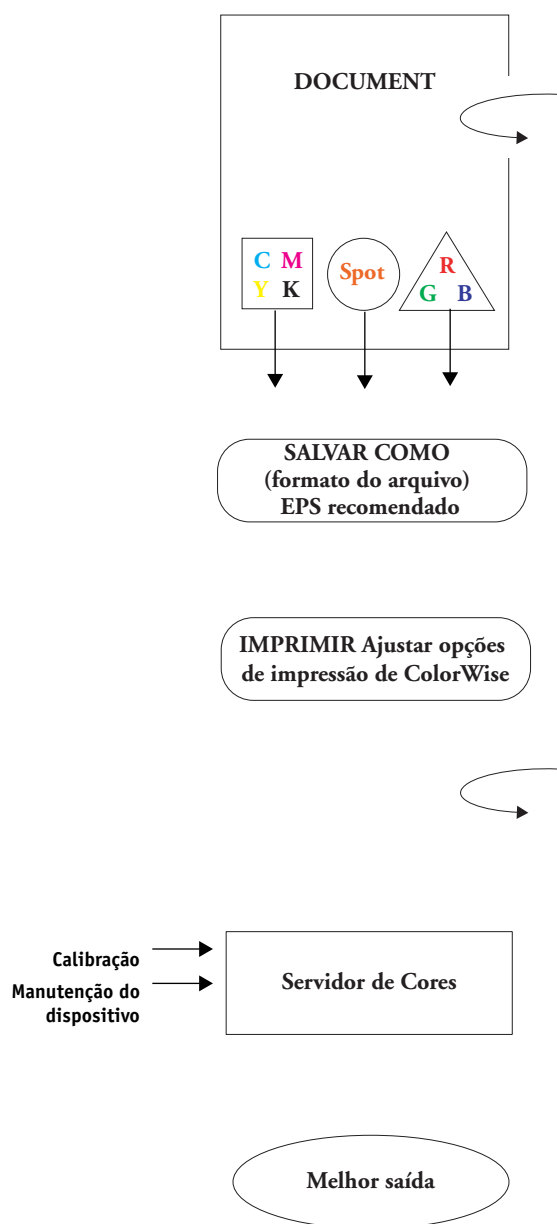 DOCUMENT
C M
Y K
Spot
R
G B
SALVAR COMO
(formato do arquivo)
EPS recomendado
IMPRIMIR Ajustar opções
de impressão de ColorWise
Calibração
Manutenção do
dispositivo
Servidor de Cores
Melhor saída